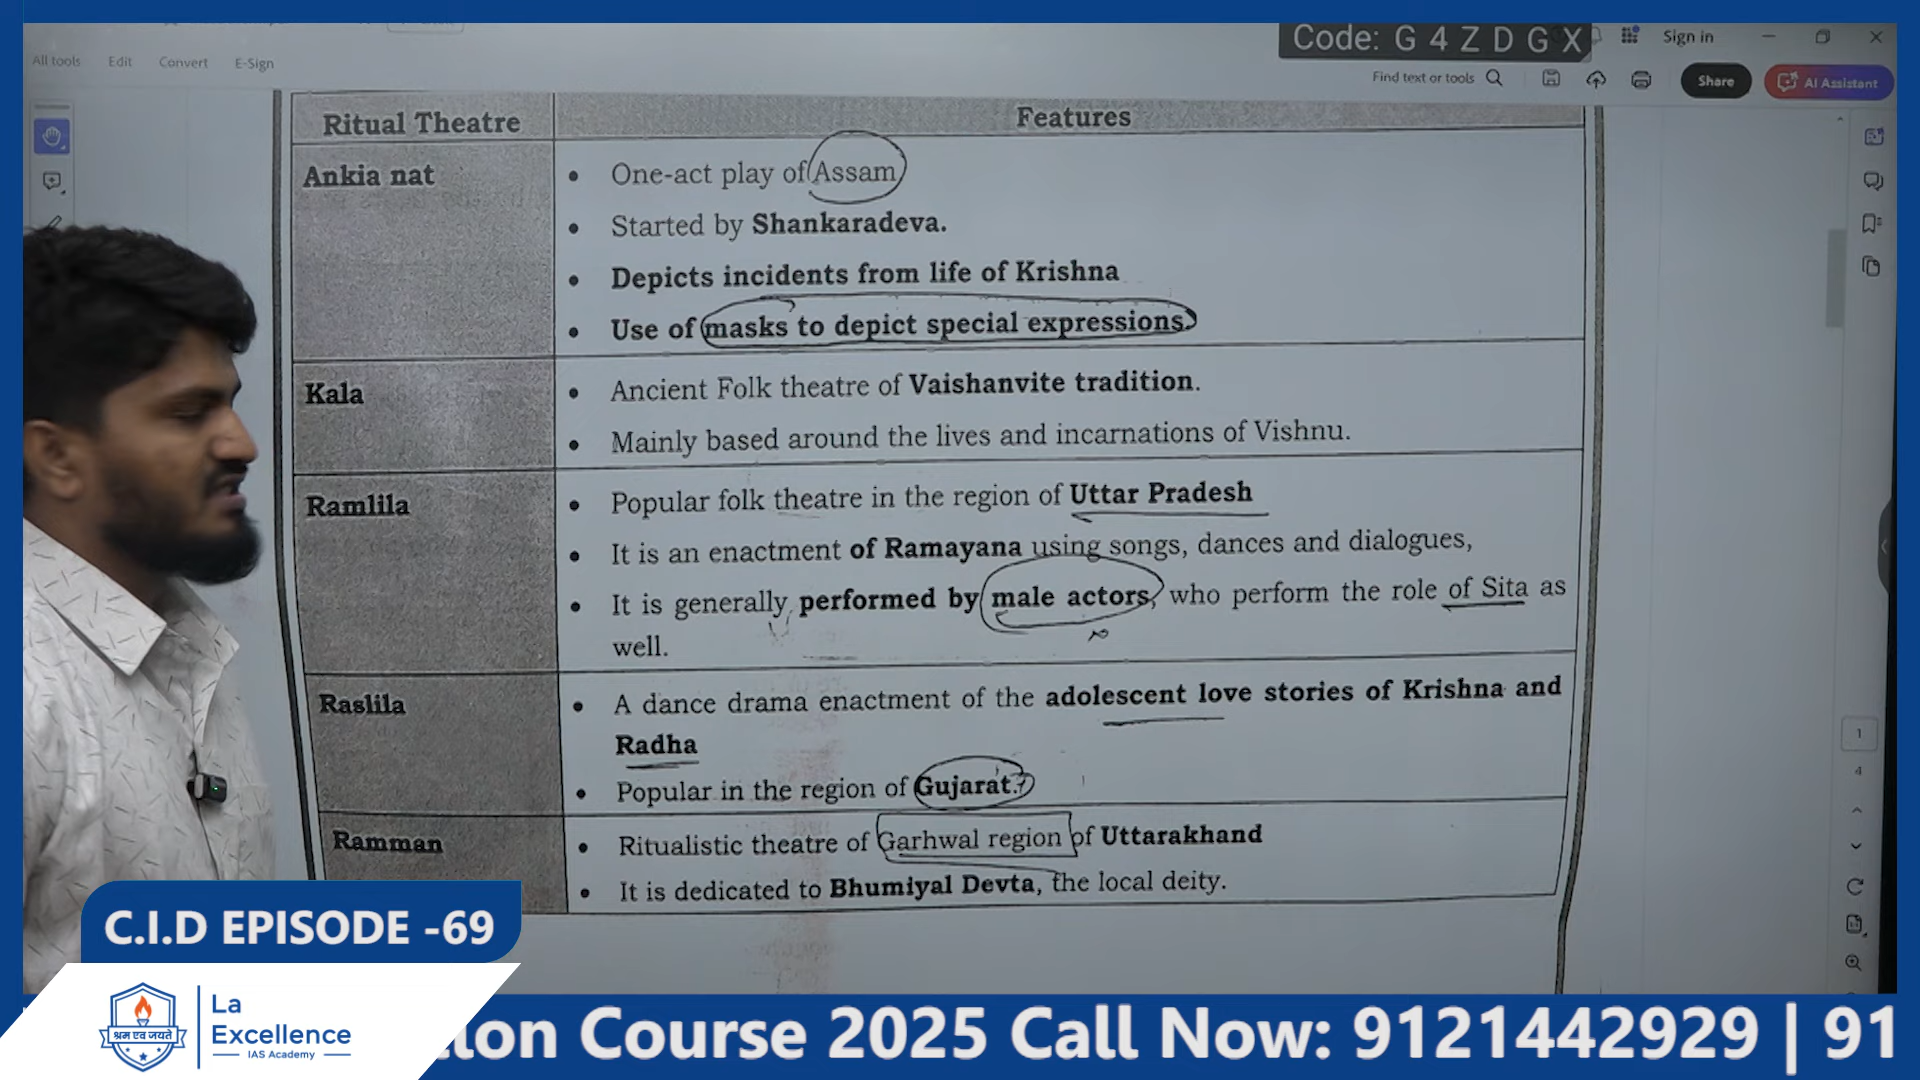 Code: G 4 Z D G X
Sign in
All tools
Edit
Convert
E-Sign
Find text or tools
Share
AI Assistant
Ritual Theatre
Features
Ankia nat
• One-act play of Assam
• Started by Shankaradeva.
• Depicts incidents from life of Krishna
• Use of masks to depict special expressions.
Kala
• Ancient Folk theatre of Vaishanvite tradition.
• Mainly based around the lives and incarnations of Vishnu.
Ramlila
• Popular folk theatre in the region of Uttar Pradesh
• It is an enactment of Ramayana using songs, dances and dialogues,
• It is generally performed by male actors, who perform the role of Sita as
well.
Raslila
• A dance drama enactment of the adolescent love stories of Krishna and
Radha
• Popular in the region of Gujarat.
Ramman
• Ritualistic theatre of Garhwal region of Uttarakhand
• It is dedicated to Bhumiyal Devta, the local deity.
1
4
C.I.D EPISODE -69
श्रम एव जयते
La
Excellence
IAS Academy
ion Course 2025 Call Now: 9121442929 | 91